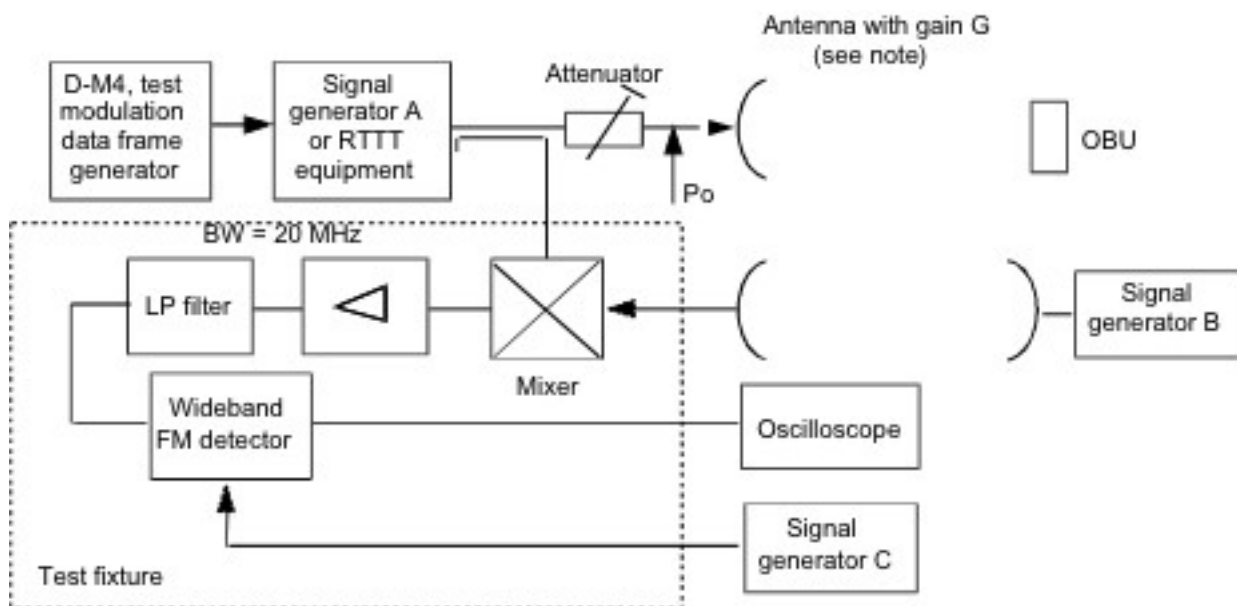 Antenna with gain G
(see note)
D-M4, test
modulation
data frame
generator
Signal
generator A
or RTTT
equipment
Attenuator
OBU
Po
BW = 20 MHz
LP filter
Mixer
Signal
generator B
Wideband
FM detector
Oscilloscope
Signal
generator C
Test fixture